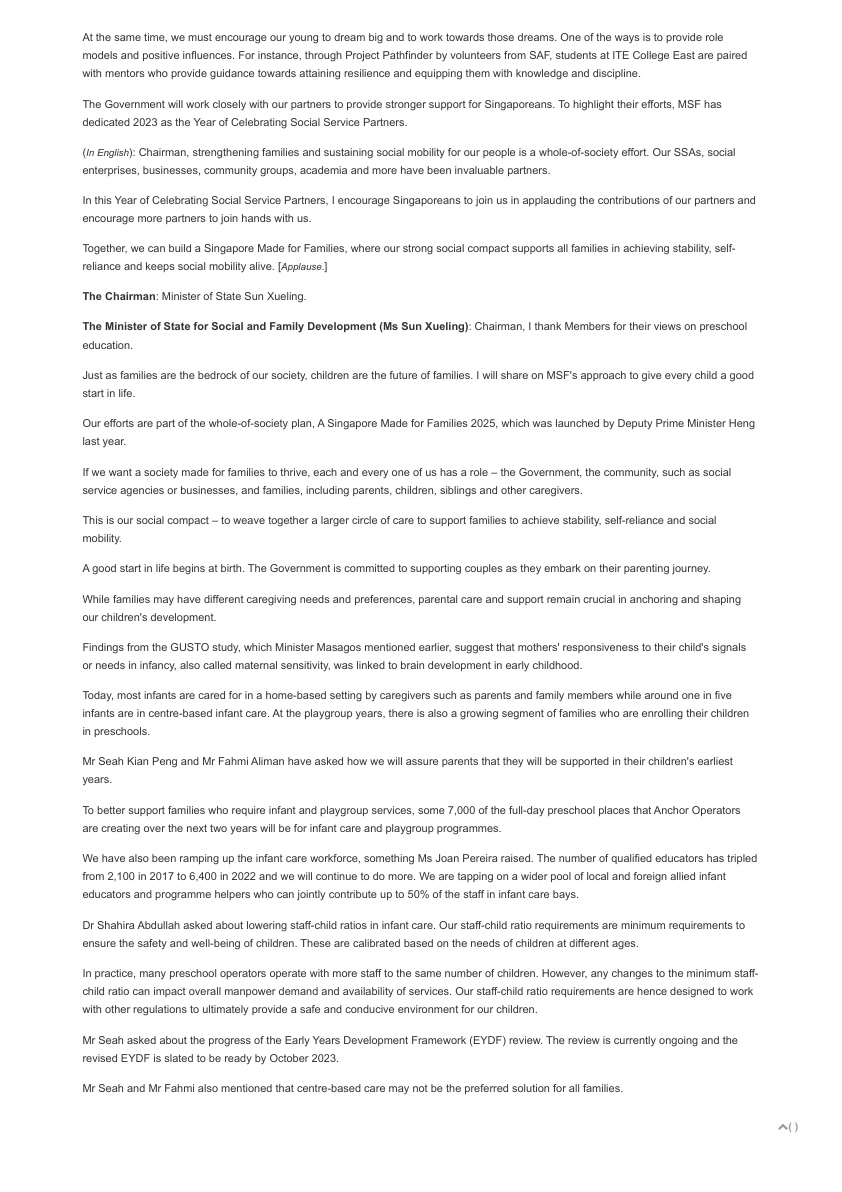 At the same time, we must encourage our young to dream big and to work towards those dreams. One of the ways is to provide role
models and positive influences. For instance, through Project Pathfinder by volunteers from SAF, students at ITE College East are paired
with mentors who provide guidance towards attaining resilience and equipping them with knowledge and discipline.
The Government will work closely with our partners to provide stronger support for Singaporeans. To highlight their efforts, MSF has
dedicated 2023 as the Year of Celebrating Social Service Partners.
(In English): Chairman, strengthening families and sustaining social mobility for our people is a whole-of-society effort. Our SSAs, social
enterprises, businesses, community groups, academia and more have been invaluable partners.
In this Year of Celebrating Social Service Partners, I encourage Singaporeans to join us in applauding the contributions of our partners and
encourage more partners to join hands with us.
Together, we can build a Singapore Made for Families, where our strong social compact supports all families in achieving stability, self-
reliance and keeps social mobility alive. [Applause.]
The Chairman: Minister of State Sun Xueling.
The Minister of State for Social and Family Development (Ms Sun Xueling): Chairman, I thank Members for their views on preschool
education.
Just as families are the bedrock of our society, children are the future of families. I will share on MSF's approach to give every child a good
start in life.
Our efforts are part of the whole-of-society plan, A Singapore Made for Families 2025, which was launched by Deputy Prime Minister Heng
last year.
If we want a society made for families to thrive, each and every one of us has a role – the Government, the community, such as social
service agencies or businesses, and families, including parents, children, siblings and other caregivers.
This is our social compact – to weave together a larger circle of care to support families to achieve stability, self-reliance and social
mobility.
A good start in life begins at birth. The Government is committed to supporting couples as they embark on their parenting journey.
While families may have different caregiving needs and preferences, parental care and support remain crucial in anchoring and shaping
our children's development.
Findings from the GUSTO study, which Minister Masagos mentioned earlier, suggest that mothers' responsiveness to their child's signals
or needs in infancy, also called maternal sensitivity, was linked to brain development in early childhood.
Today, most infants are cared for in a home-based setting by caregivers such as parents and family members while around one in five
infants are in centre-based infant care. At the playgroup years, there is also a growing segment of families who are enrolling their children
in preschools.
Mr Seah Kian Peng and Mr Fahmi Aliman have asked how we will assure parents that they will be supported in their children's earliest
years.
To better support families who require infant and playgroup services, some 7,000 of the full-day preschool places that Anchor Operators
are creating over the next two years will be for infant care and playgroup programmes.
We have also been ramping up the infant care workforce, something Ms Joan Pereira raised. The number of qualified educators has tripled
from 2,100 in 2017 to 6,400 in 2022 and we will continue to do more. We are tapping on a wider pool of local and foreign allied infant
educators and programme helpers who can jointly contribute up to 50% of the staff in infant care bays.
Dr Shahira Abdullah asked about lowering staff-child ratios in infant care. Our staff-child ratio requirements are minimum requirements to
ensure the safety and well-being of children. These are calibrated based on the needs of children at different ages.
In practice, many preschool operators operate with more staff to the same number of children. However, any changes to the minimum staff-
child ratio can impact overall manpower demand and availability of services. Our staff-child ratio requirements are hence designed to work
with other regulations to ultimately provide a safe and conducive environment for our children.
Mr Seah asked about the progress of the Early Years Development Framework (EYDF) review. The review is currently ongoing and the
revised EYDF is slated to be ready by October 2023.
Mr Seah and Mr Fahmi also mentioned that centre-based care may not be the preferred solution for all families.
( )